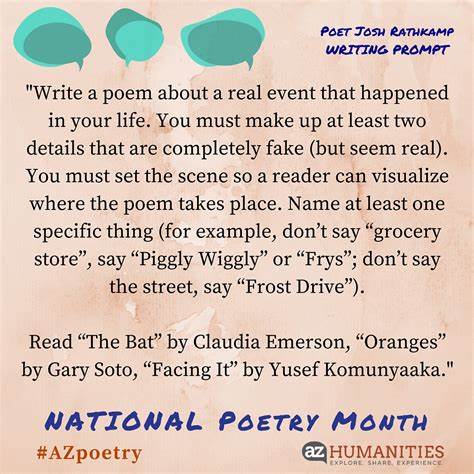 Poet Josh Rathkamp
WRITING PROMPT
"Write a poem about a real event that happened
in your life. You must make up at least two
details that are completely fake (but seem real).
You must set the scene so a reader can visualize
where the poem takes place. Name at least one
specific thing (for example, don’t say “grocery
store”, say “Piggly Wiggly” or “Frys”; don’t say
the street, say “Frost Drive”).
Read “The Bat” by Claudia Emerson, “Oranges”
by Gary Soto, “Facing It” by Yusef Komunyaaka."
NATIONAL Poetry Month
#AZpoetry
az HUMANITIES
EXPLORE. SHARE. EXPERIENCE.